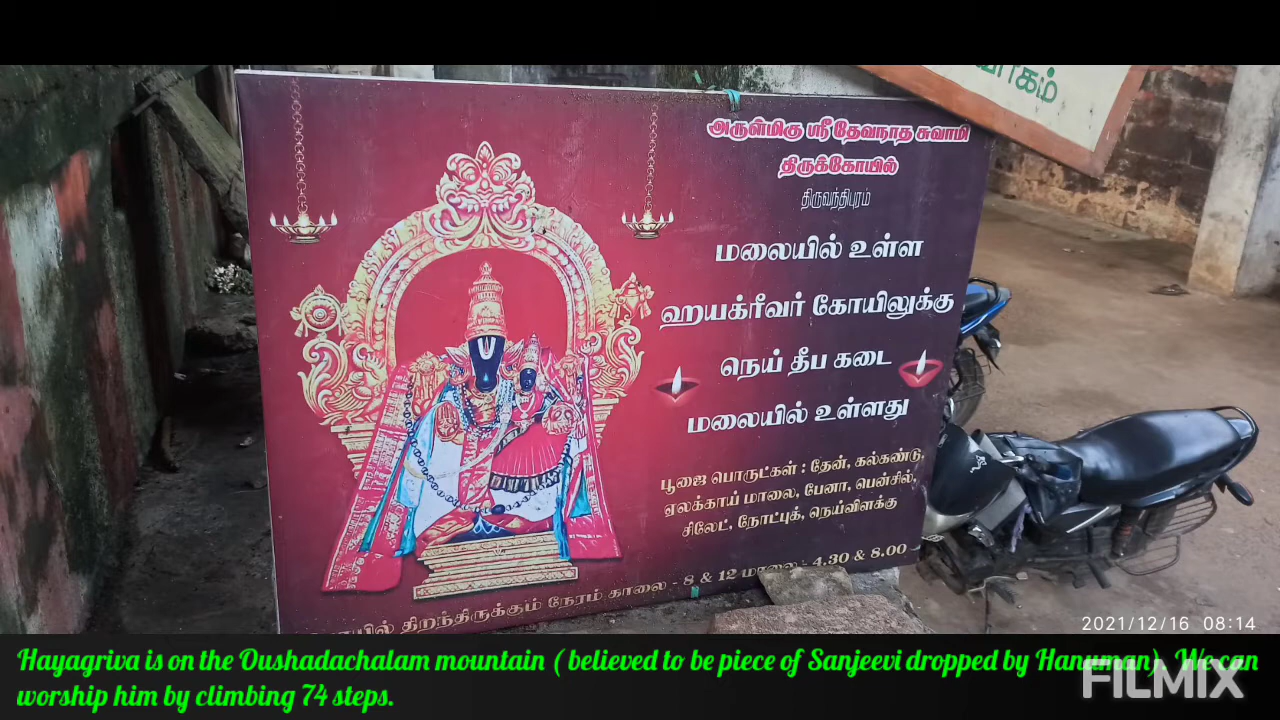 வாகம்
அருள்மிகு ஸ்ரீ தேவநாத சுவாமி
திருக்கோயில்
திருவந்திபுரம்
மலையில் உள்ள
ஹயக்ரீவர் கோயிலுக்கு
நெய் தீப கடை
மலையில் உள்ளது
பூஜை பொருட்கள் : தேன், கல்கண்டு,
ஏலக்காய் மாலை, பேனா, பென்சில்,
சிலேட், நோட்புக், நெய்விளக்கு
திறந்திருக்கும் நேரம் காலை - 8 & 12 மாலை - 4.30 & 8.00
2021/12/16 08:14
Hayagriva is on the Oushadachalam mountain ( believed to be piece of Sanjeevi dropped by Hanuman). We can
worship him by climbing 74 steps.
FILMIX